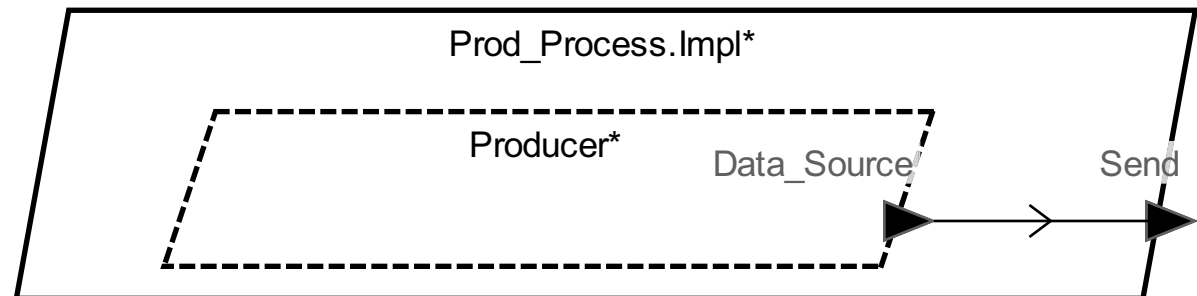 Prod_Process.Impl*
Producer*
Data_Source
Send